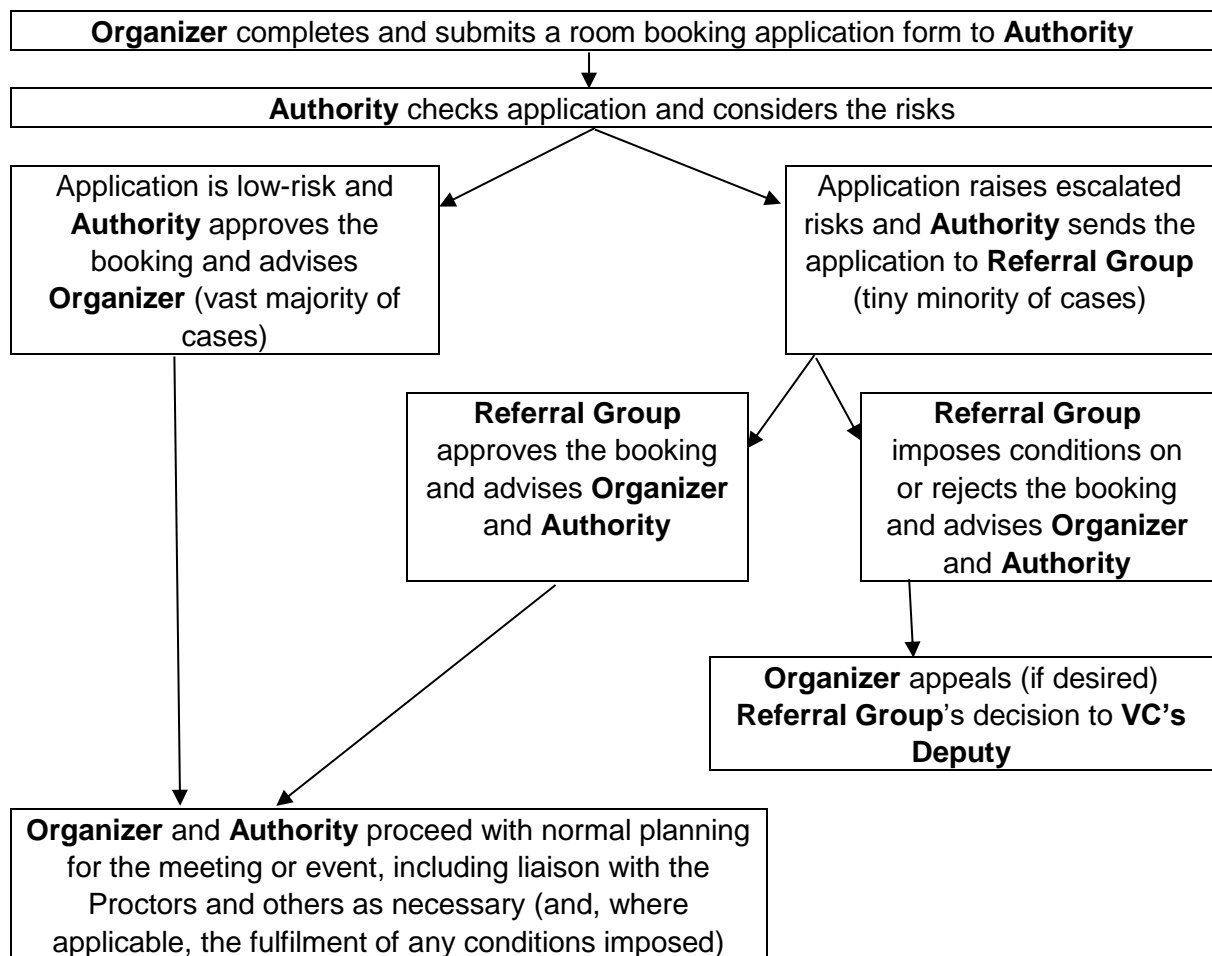 Organizer completes and submits a room booking application form to Authority
Authority checks application and considers the risks
Application is low-risk and
Authority approves the
booking and advises
Organizer (vast majority of
cases)
Application raises escalated
risks and Authority sends the
application to Referral Group
(tiny minority of cases)
Referral Group
approves the booking
and advises Organizer
and Authority
Referral Group
imposes conditions on
or rejects the booking
and advises Organizer
and Authority
Organizer appeals (if desired)
Referral Group's decision to VC's
Deputy
Organizer and Authority proceed with normal planning
for the meeting or event, including liaison with the
Proctors and others as necessary (and, where
applicable, the fulfilment of any conditions imposed)